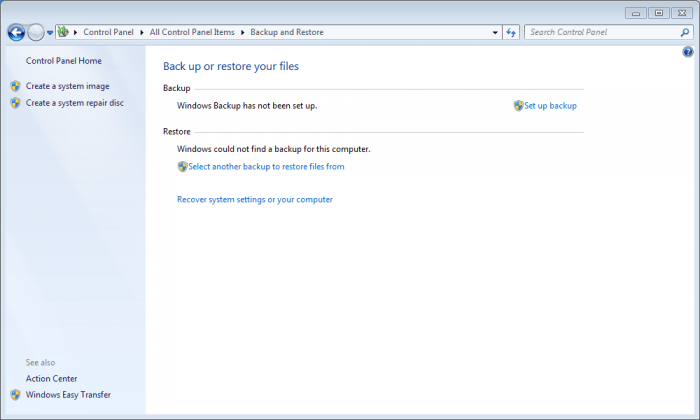 Control Panel All Control Panel Items Backup and Restore Search Control Panel
Control Panel Home
Create a system image
Create a system repair disc
Back up or restore your files
Backup
Windows Backup has not been set up. Set up backup
Restore
Windows could not find a backup for this computer.
Select another backup to restore files from
Recover system settings or your computer
See also
Action Center
Windows Easy Transfer